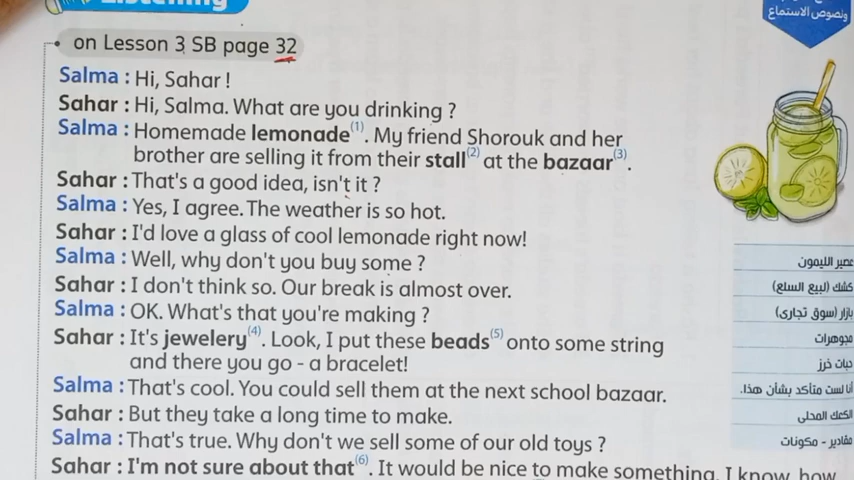 Listening
ونصوص الاستماع
on Lesson 3 SB page 32
Salma : Hi, Sahar !
Sahar : Hi, Salma. What are you drinking ?
Salma : Homemade lemonade(1). My friend Shorouk and her
brother are selling it from their stall(2) at the bazaar(3).
Sahar : That's a good idea, isn't it ?
Salma : Yes, I agree. The weather is so hot.
Sahar : I'd love a glass of cool lemonade right now!
Salma : Well, why don't you buy some ?
Sahar : I don't think so. Our break is almost over.
Salma : OK. What's that you're making ?
Sahar : It's jewelery(4). Look, I put these beads(5) onto some string
and there you go - a bracelet!
Salma : That's cool. You could sell them at the next school bazaar.
Sahar : But they take a long time to make.
Salma : That's true. Why don't we sell some of our old toys ?
Sahar : I'm not sure about that(6). It would be nice to make something. I know, how
عصير الليمون
كشك (لبيع السلع)
بازار (سوق تجارى)
مجوهرات
حبات خرز
أنا لست متأكد بشأن هذا.
الكعك المحلى
مقادير - مكونات